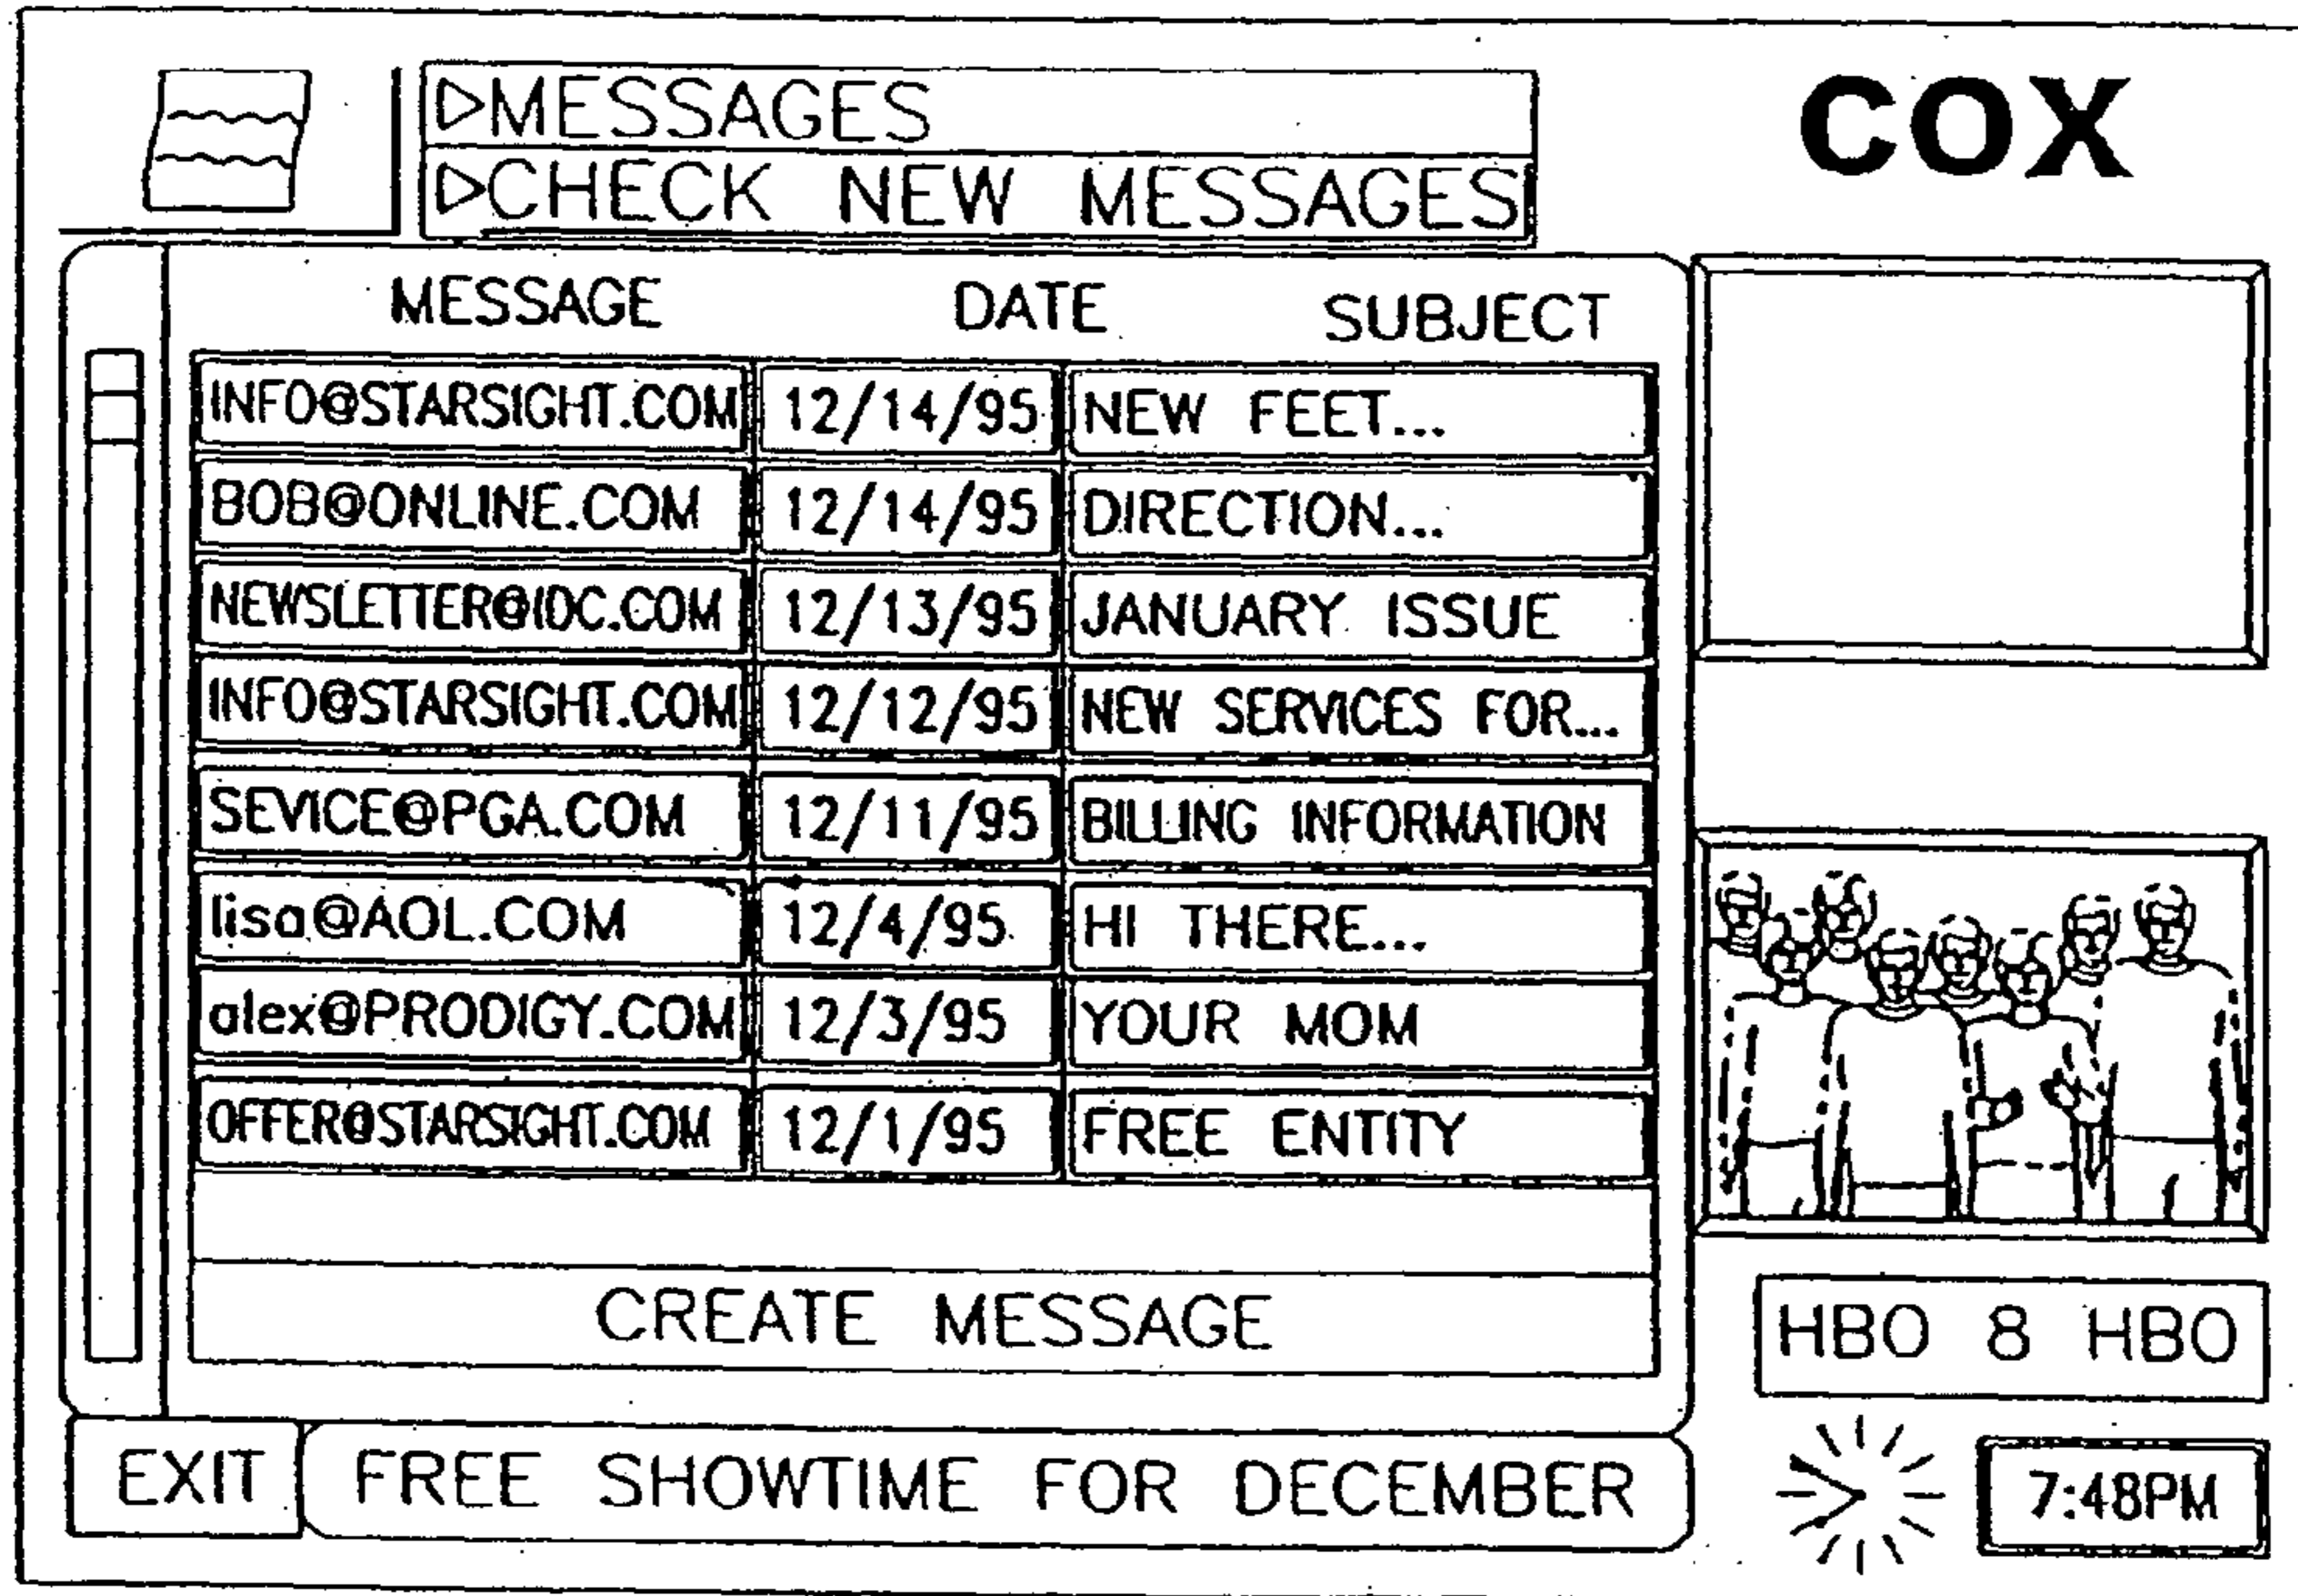 ▷MESSAGES
▷CHECK NEW MESSAGES
COX
MESSAGE DATE SUBJECT
INFO@STARSIGHT.COM 12/14/95 NEW FEET...
BOB@ONLINE.COM 12/14/95 DIRECTION...
NEWSLETTER@IDC.COM 12/13/95 JANUARY ISSUE
INFO@STARSIGHT.COM 12/12/95 NEW SERVICES FOR...
SEVICE@PGA.COM 12/11/95 BILLING INFORMATION
lisa@AOL.COM 12/4/95 HI THERE...
alex@PRODIGY.COM 12/3/95 YOUR MOM
OFFER@STARSIGHT.COM 12/1/95 FREE ENTITY
CREATE MESSAGE
HBO 8 HBO
EXIT FREE SHOWTIME FOR DECEMBER
7:48PM